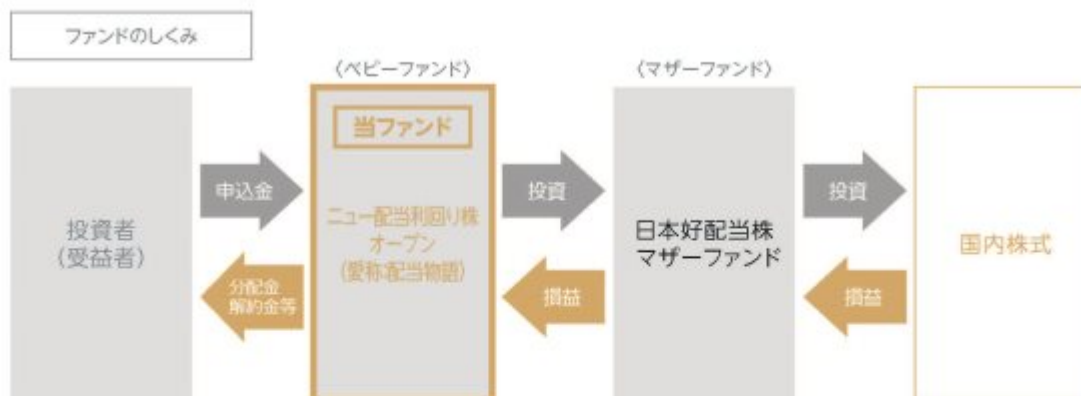 ファンドのしくみ
〈ベビーファンド〉
〈マザーファンド〉
投資者
(受益者)
申込金
分配金
解約金等
当ファンド
ニュー配当利回り株
オープン
(愛称:配当物語)
投資
損益
日本好配当株
マザーファンド
投資
損益
国内株式